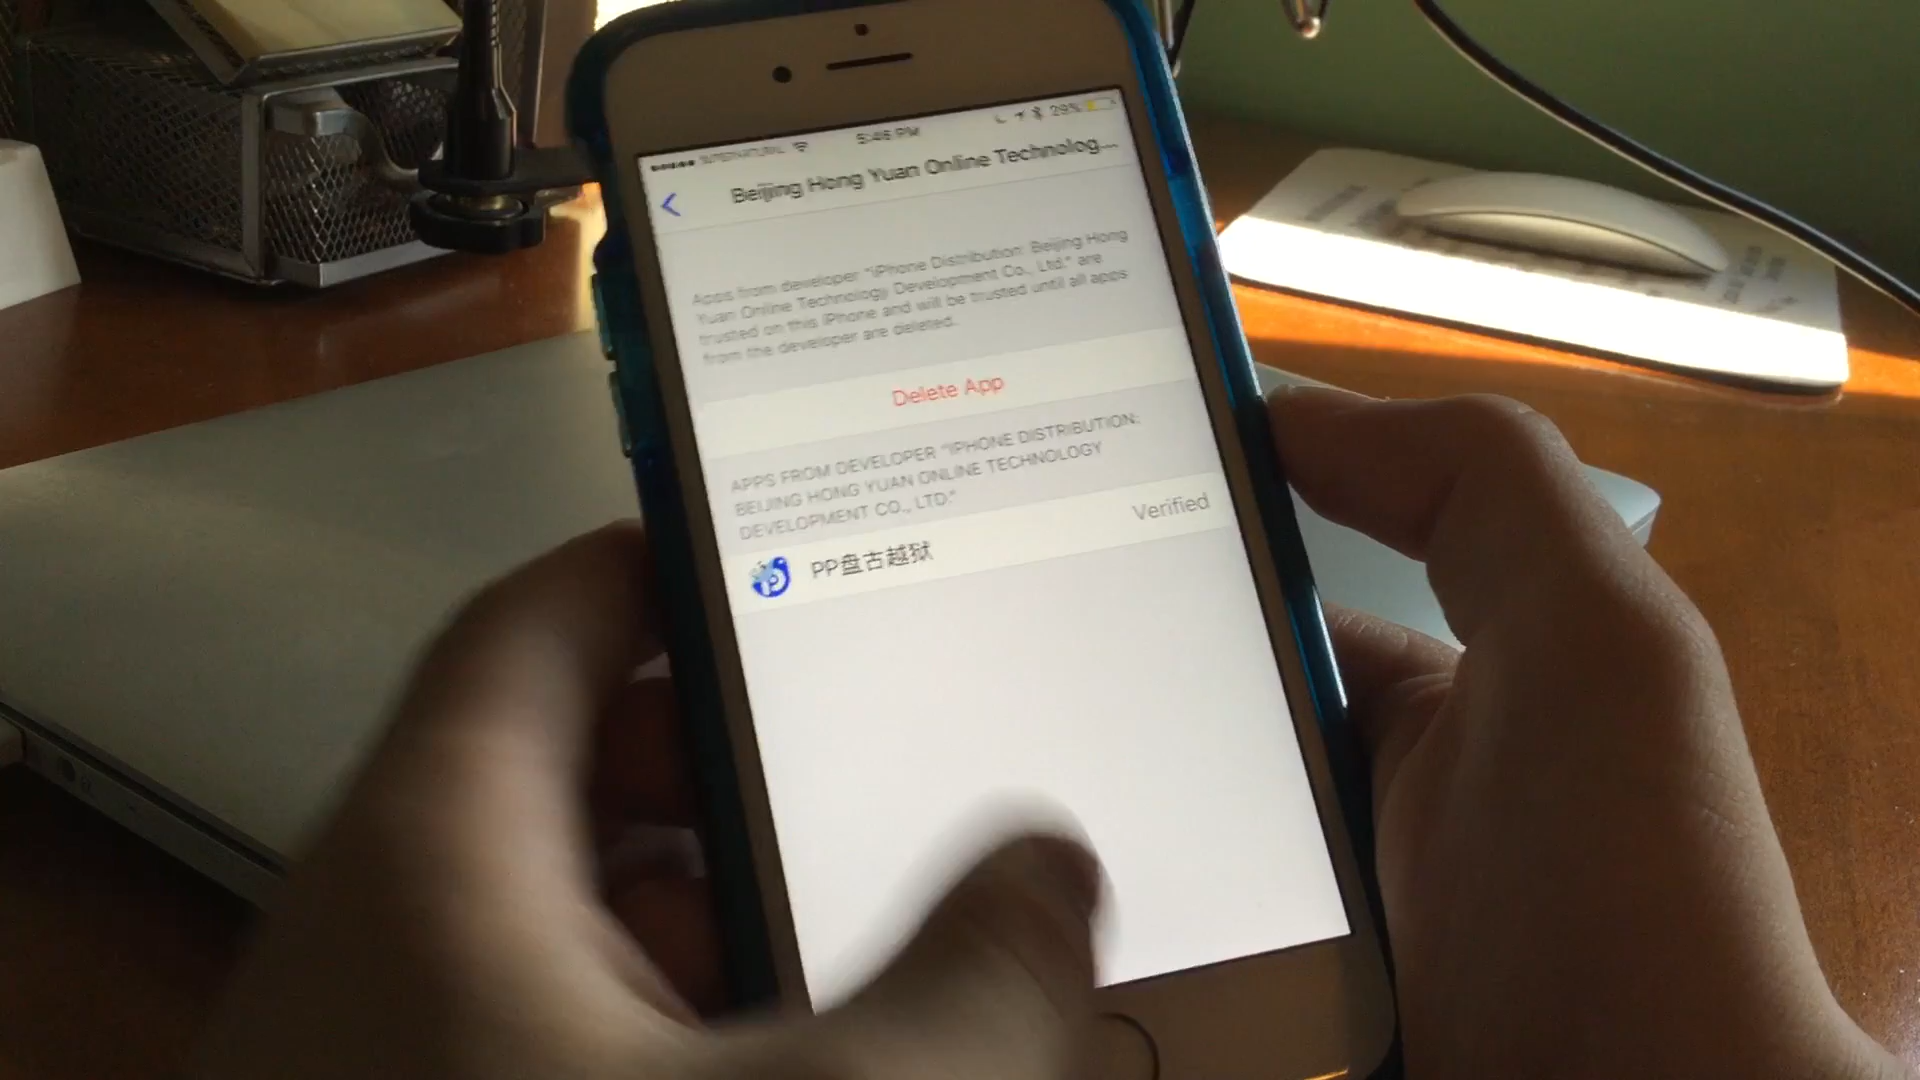 5:46 PM
29%
Beijing Hong Yuan Online Technolog...
Apps from developer "iPhone Distribution: Beijing Hong
Yuan Online Technology Development Co., Ltd." are
trusted on this iPhone and will be trusted until all apps
from the developer are deleted.
Delete App
APPS FROM DEVELOPER "IPHONE DISTRIBUTION:
BEIJING HONG YUAN ONLINE TECHNOLOGY
DEVELOPMENT CO., LTD."
PP盘古越狱
Verified